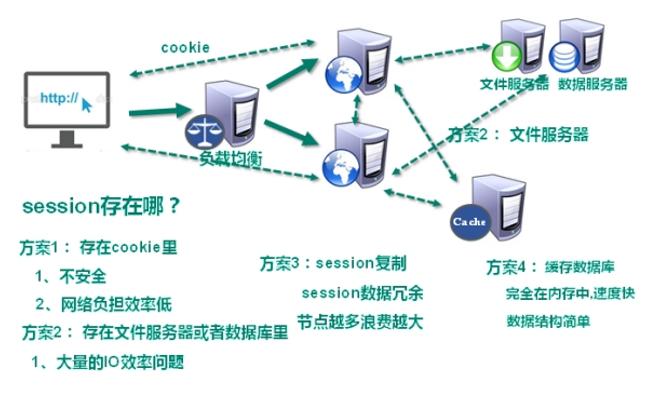 cookie
http://
文件服务器
数据服务器
方案2： 文件服务器
负载均衡
Cache
session存在哪？
方案1： 存在cookie里
1、不安全
2、网络负担效率低
方案2： 存在文件服务器或者数据库里
1、大量的IO效率问题
方案3：session复制
session数据冗余
节点越多浪费越大
方案4： 缓存数据库
完全在内存中,速度快
数据结构简单